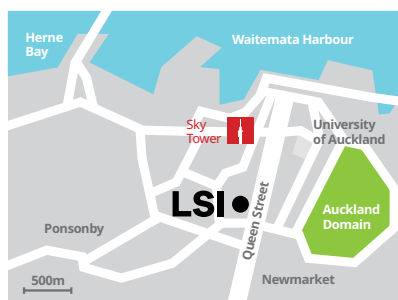 Herne
Bay
Waitemata Harbour
Sky
Tower
University
of Auckland
LSI
Queen Street
Auckland
Domain
Ponsonby
Newmarket
500m